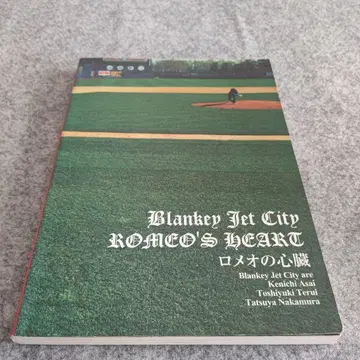 Blankey Jet City
ROMEO'S HEART
ロメオの心臓
Blankey Jet City are
Kenichi Asai
Toshiyuki Terui
Tatsuya Nakamura